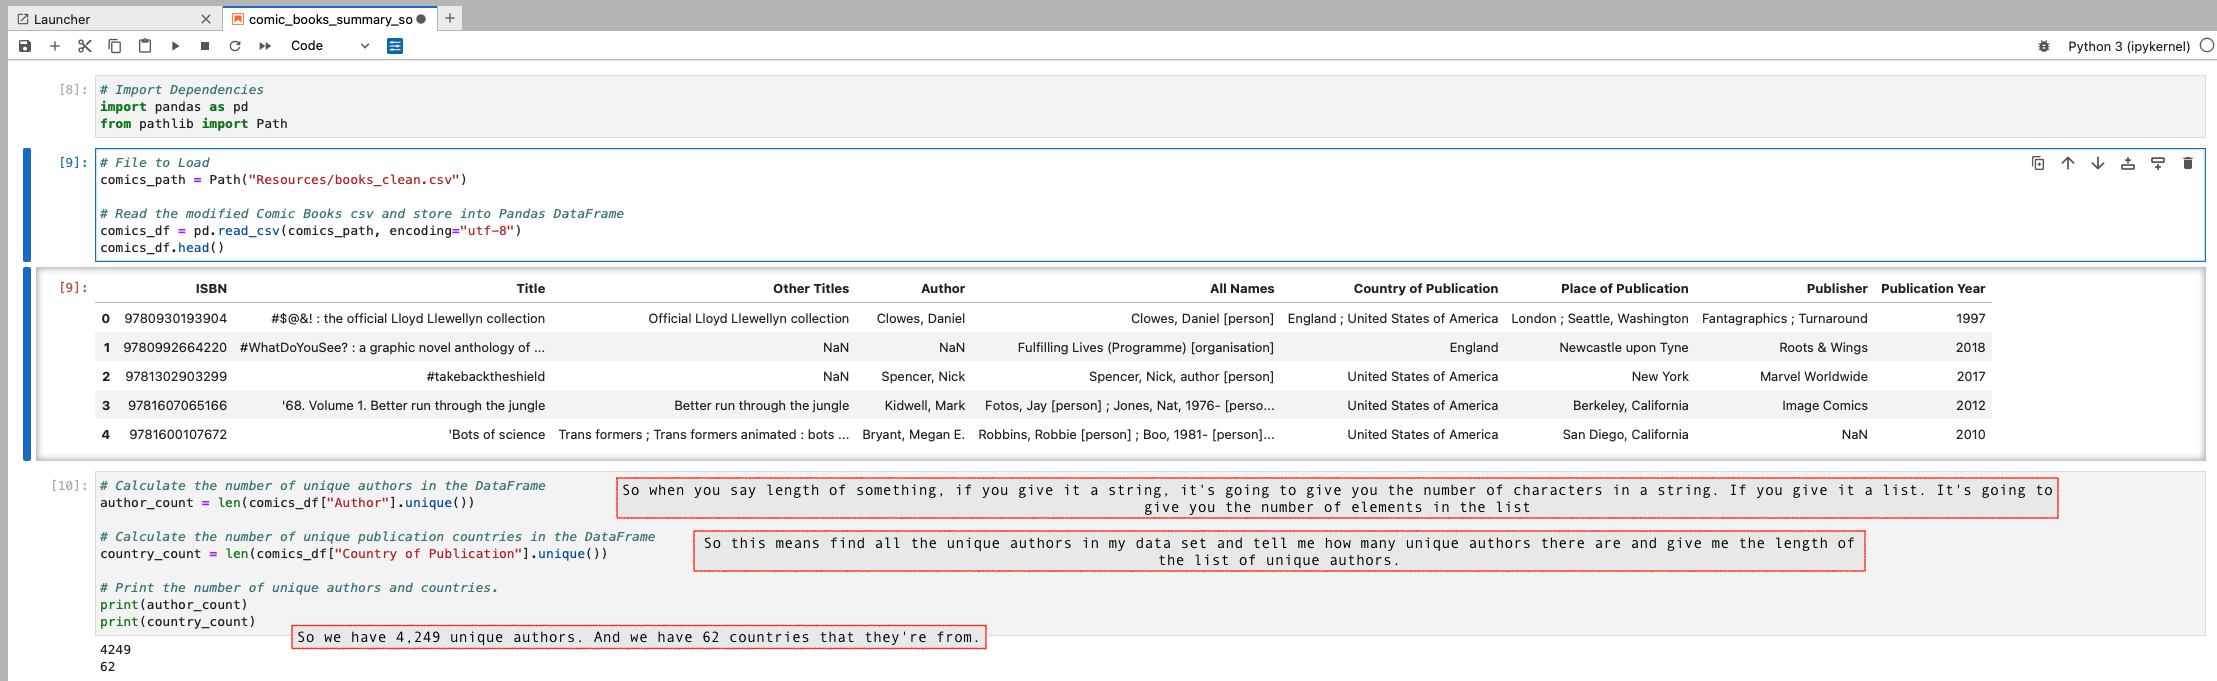 Launcher
comic_books_summary_so
Code
Python 3 (ipykernel)
[8]:
# Import Dependencies
import pandas as pd
from pathlib import Path
[9]:
# File to Load
comics_path = Path("Resources/books_clean.csv")
# Read the modified Comic Books csv and store into Pandas DataFrame
comics_df = pd.read_csv(comics_path, encoding="utf-8")
comics_df.head()
[9]:
ISBN Title Other Titles Author All Names Country of Publication Place of Publication Publisher Publication Year
0 9780930193904 #$@&! : the official Lloyd Llewellyn collection Official Lloyd Llewellyn collection Clowes, Daniel Clowes, Daniel [person] England ; United States of America London ; Seattle, Washington Fantagraphics ; Turnaround 1997
1 9780992664220 #WhatDoYouSee? : a graphic novel anthology of ... NaN NaN Fulfilling Lives (Programme) [organisation] England Newcastle upon Tyne Roots & Wings 2018
2 9781302903299 #takebacktheshield NaN Spencer, Nick Spencer, Nick, author [person] United States of America New York Marvel Worldwide 2017
3 9781607065166 '68. Volume 1. Better run through the jungle Better run through the jungle Kidwell, Mark Fotos, Jay [person] ; Jones, Nat, 1976- [perso... United States of America Berkeley, California Image Comics 2012
4 9781600107672 'Bots of science Trans formers ; Trans formers animated : bots ... Bryant, Megan E. Robbins, Robbie [person] ; Boo, 1981- [person]... United States of America San Diego, California NaN 2010
[10]:
# Calculate the number of unique authors in the DataFrame
author_count = len(comics_df["Author"].unique())
So when you say length of something, if you give it a string, it's going to give you the number of characters in a string. If you give it a list. It's going to
give you the number of elements in the list
# Calculate the number of unique publication countries in the DataFrame
country_count = len(comics_df["Country of Publication"].unique())
So this means find all the unique authors in my data set and tell me how many unique authors there are and give me the length of
the list of unique authors.
# Print the number of unique authors and countries.
print(author_count)
print(country_count)
So we have 4,249 unique authors. And we have 62 countries that they're from.
4249
62